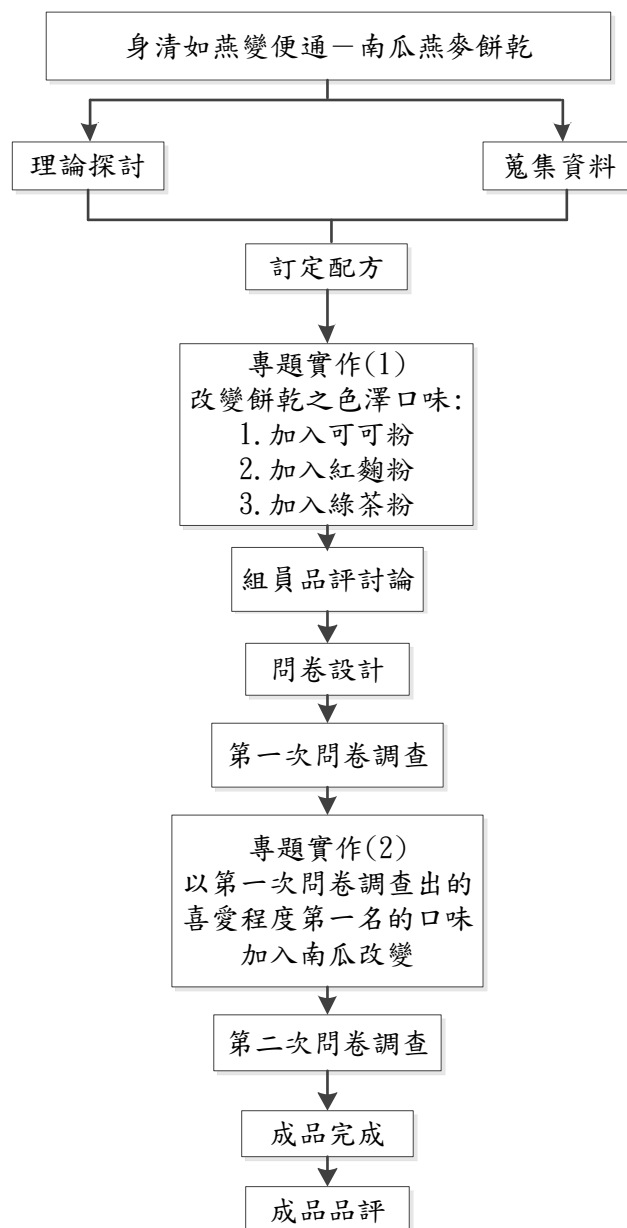 身清如燕變便通－南瓜燕麥餅乾
理論探討
蒐集資料
訂定配方
專題實作(1)
改變餅乾之色澤口味:
1.加入可可粉
2.加入紅麴粉
3.加入綠茶粉
組員品評討論
問卷設計
第一次問卷調查
專題實作(2)
以第一次問卷調查出的
喜愛程度第一名的口味
加入南瓜改變
第二次問卷調查
成品完成
成品品評